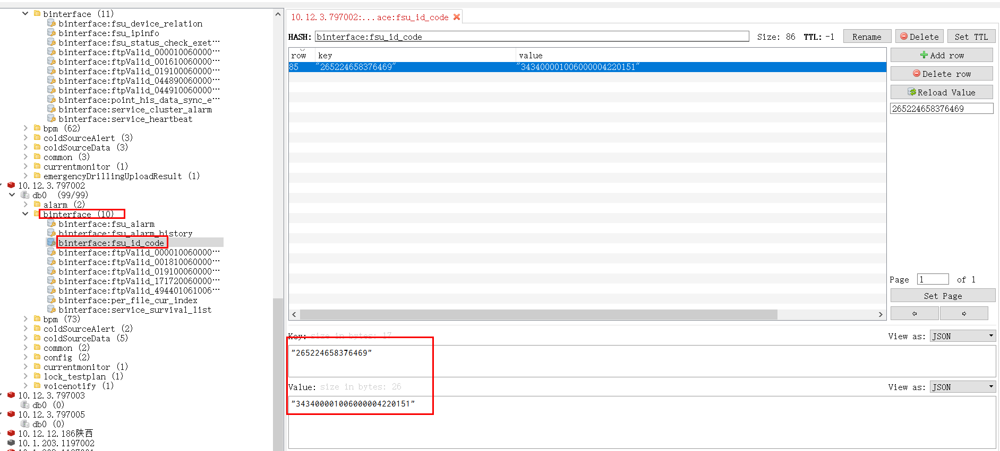 binterface (11)
binterface:fsu_device_relation
binterface:fsu_ipinfo
binterface:fsu_status_check_exet···
binterface:ftpValid_000010060000···
binterface:ftpValid_001610060000···
binterface:ftpValid_019100060000···
binterface:ftpValid_044890060000···
binterface:ftpValid_044910060000···
binterface:point_his_data_sync_e···
binterface:service_cluster_alarm
binterface:service_heartbeat
bpm (62)
coldSourceAlert (3)
coldSourceData (3)
common (3)
currentmonitor (1)
emergencyDrillingUploadResult (1)
10.12.3.797002
db0 (99/99)
alarm (2)
binterface (10)
binterface:fsu_alarm
binterface:fsu_alarm_history
binterface:fsu_id_code
binterface:ftpValid_000010060000···
binterface:ftpValid_001810060000···
binterface:ftpValid_019100060000···
binterface:ftpValid_171720060000···
binterface:ftpValid_494401061006···
binterface:per_file_cur_index
binterface:service_survival_list
bpm (73)
coldSourceAlert (2)
coldSourceData (5)
common (2)
config (2)
currentmonitor (1)
lock_testplan (1)
voicenotify (1)
10.12.3.797003
db0 (0)
10.12.3.797005
db0 (0)
10.12.12.186陕西
10.1.203.1197002
10.12.3.797002:...ace:fsu_id_code
HASH: binterface:fsu_id_code Size: 86 TTL: -1 Rename Delete Set TTL
row key value
85 "265224658376469" "343400001006000004220151"
Add row
Delete row
Reload Value
265224658376469
Page 1 of 1
Set Page
Key: size in bytes: 17 View as: JSON
"265224658376469"
Value: size in bytes: 26 View as: JSON
"343400001006000004220151"